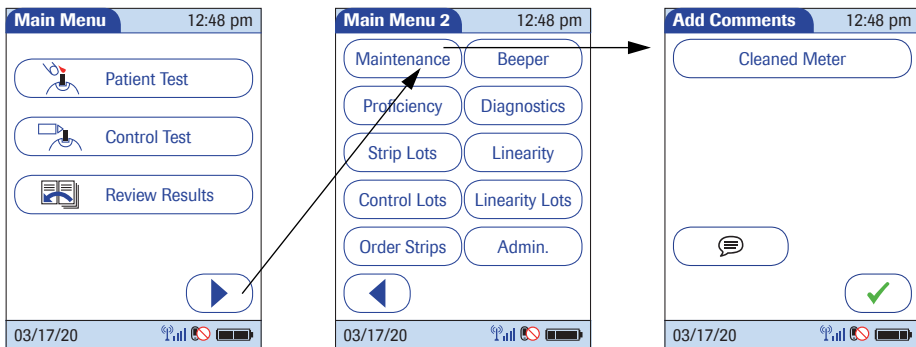 Main Menu 12:48 pm
Patient Test
Control Test
Review Results
03/17/20
Main Menu 2 12:48 pm
Maintenance Beeper
Proficiency Diagnostics
Strip Lots Linearity
Control Lots Linearity Lots
Order Strips Admin.
03/17/20
Add Comments 12:48 pm
Cleaned Meter
03/17/20